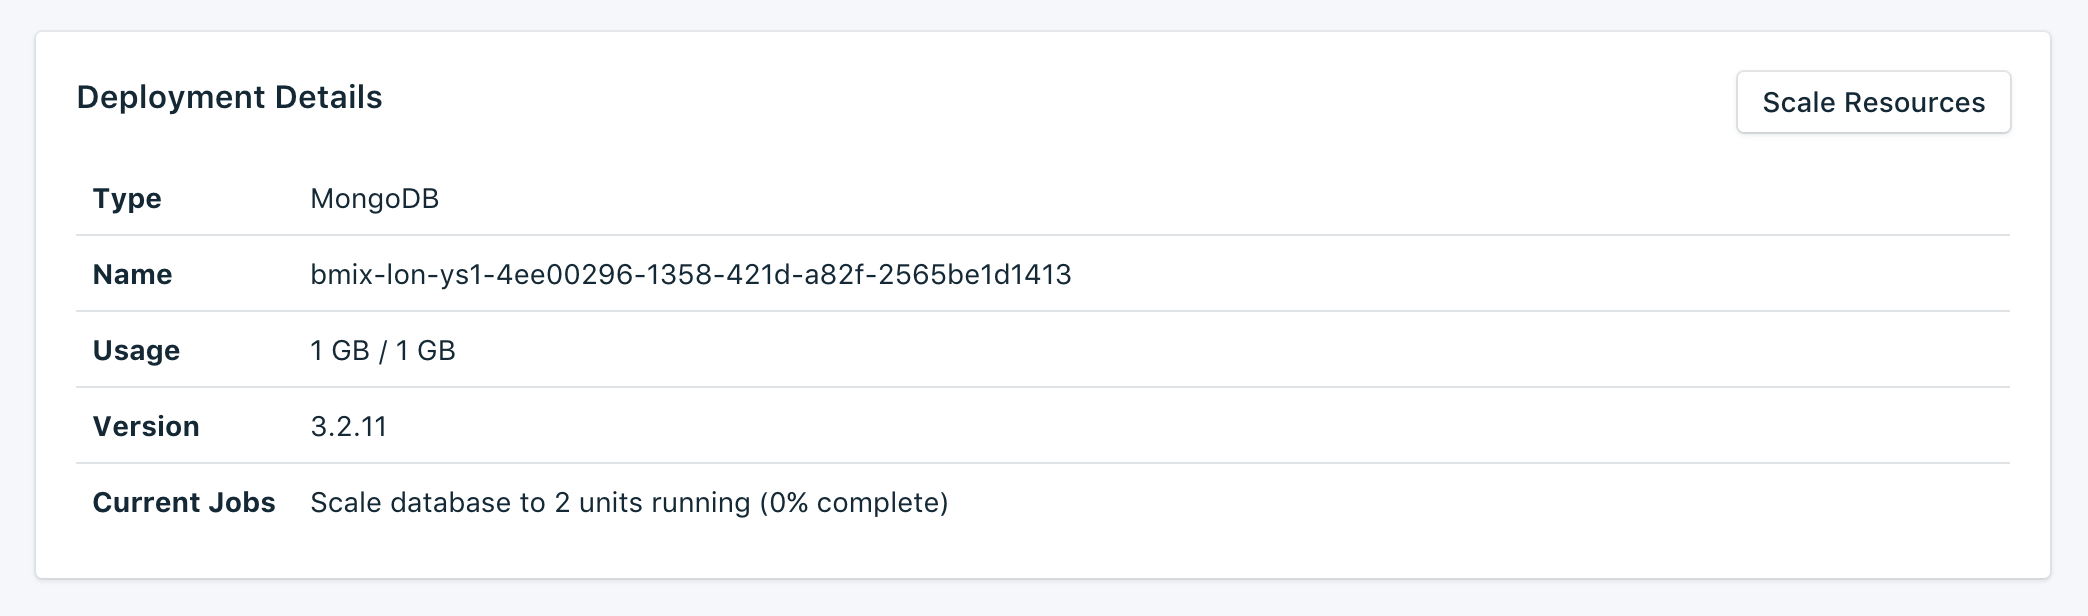 Deployment Details
Scale Resources
Type MongoDB
Name bmix-lon-ys1-4ee00296-1358-421d-a82f-2565be1d1413
Usage 1 GB / 1 GB
Version 3.2.11
Current Jobs Scale database to 2 units running (0% complete)